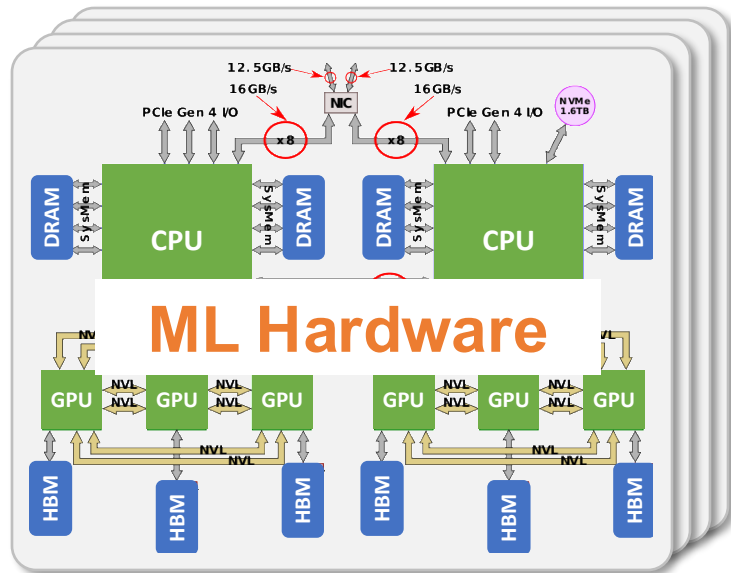 12.5GB/s 12.5GB/s
16GB/s NIC 16GB/s
NVMe
1.6TB
PCIe Gen 4 I/O PCIe Gen 4 I/O
x8 x8
DRAM SysMem CPU SysMem DRAM DRAM SysMem CPU SysMem DRAM
ML Hardware
GPU NVL GPU NVL GPU GPU NVL GPU NVL GPU
NVL NVL NVL NVL
NVL NVL
NVL NVL
HBM HBM HBM HBM HBM HBM